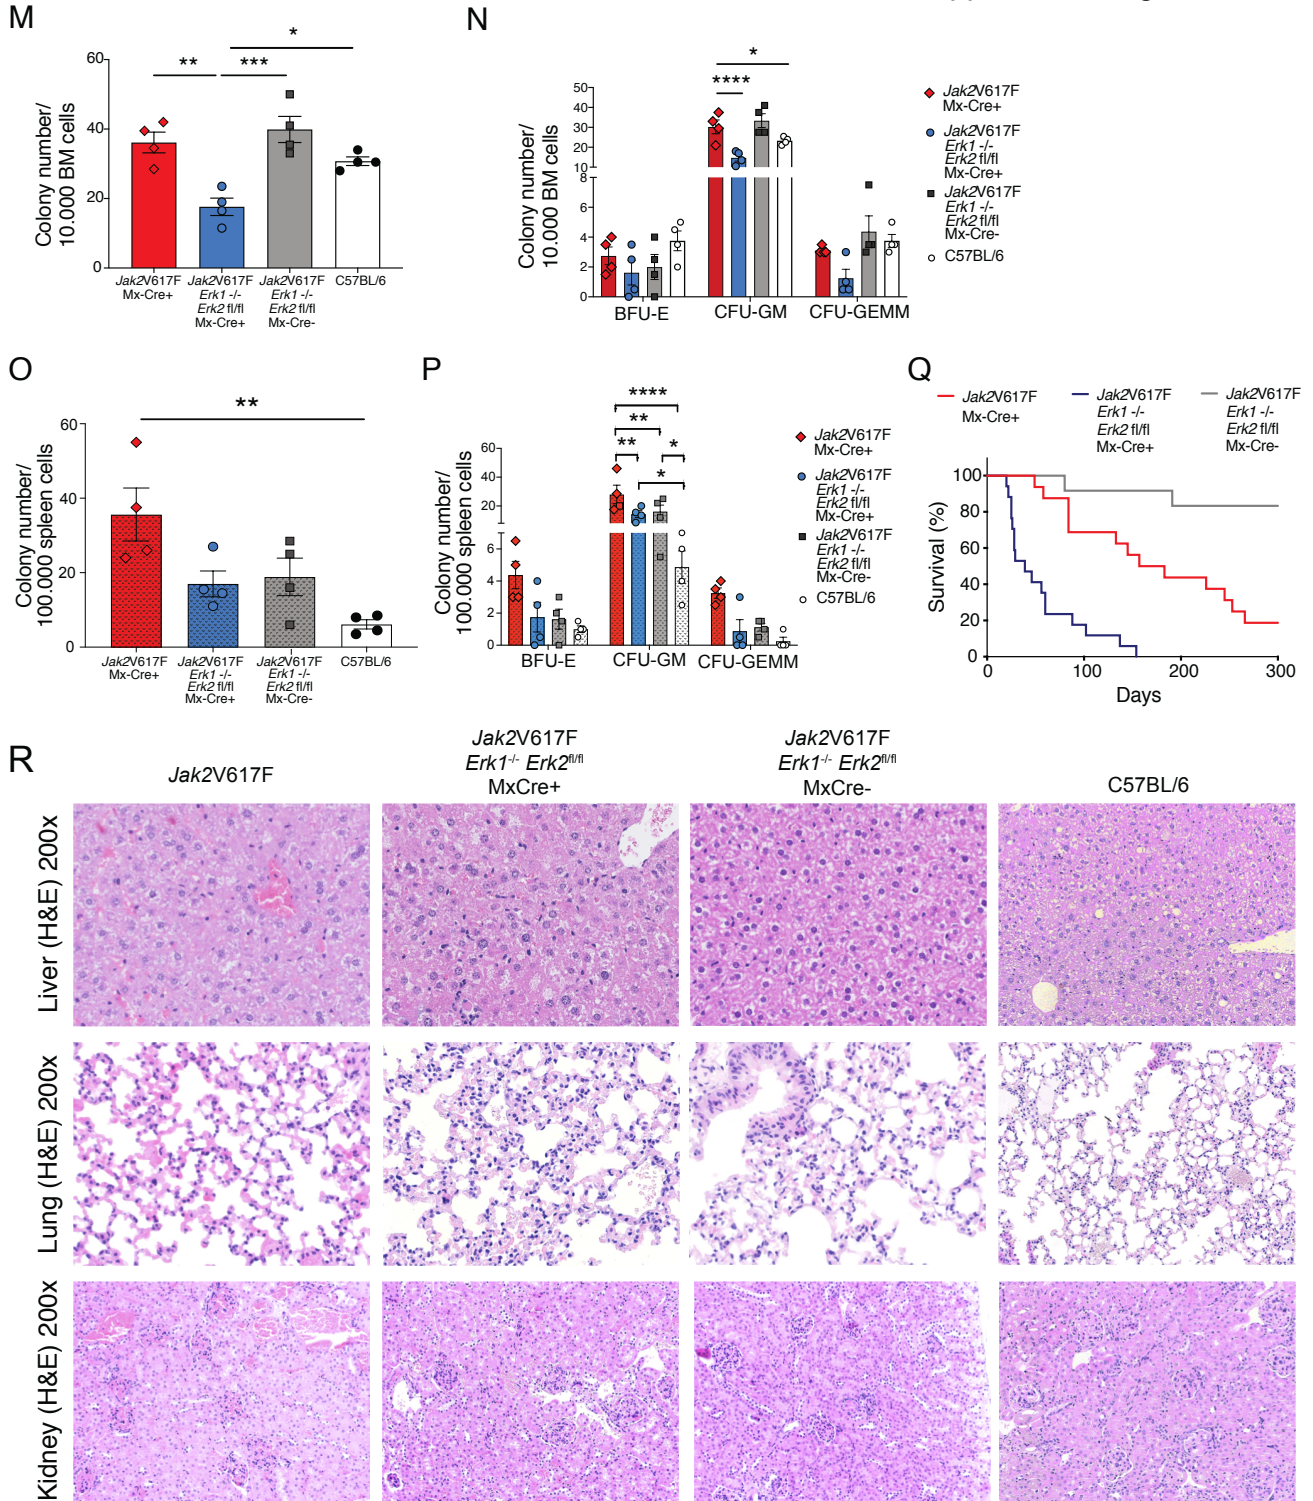 M
Colony number/
10.000 BM cells
60
40
20
0
**
***
*
Jak2V617F
Mx-Cre+
Jak2V617F
Erk1 -/-
Erk2 fl/fl
Mx-Cre+
Jak2V617F
Erk1 -/-
Erk2 fl/fl
Mx-Cre-
C57BL/6
N
Colony number/
10.000 BM cells
50
40
30
20
10
8
6
4
2
0
****
*
BFU-E
CFU-GM
CFU-GEMM
Jak2V617F
Mx-Cre+
Jak2V617F
Erk1 -/-
Erk2 fl/fl
Mx-Cre+
Jak2V617F
Erk1 -/-
Erk2 fl/fl
Mx-Cre-
C57BL/6
O
Colony number/
100.000 spleen cells
60
40
20
0
**
Jak2V617F
Mx-Cre+
Jak2V617F
Erk1 -/-
Erk2 fl/fl
Mx-Cre+
Jak2V617F
Erk1 -/-
Erk2 fl/fl
Mx-Cre-
C57BL/6
P
Colony number/
100.000 spleen cells
60
40
20
6
4
2
0
****
**
**
*
*
BFU-E
CFU-GM
CFU-GEMM
Jak2V617F
Mx-Cre+
Jak2V617F
Erk1 -/-
Erk2 fl/fl
Mx-Cre+
Jak2V617F
Erk1 -/-
Erk2 fl/fl
Mx-Cre-
C57BL/6
Q
Jak2V617F
Mx-Cre+
Jak2V617F
Erk1 -/-
Erk2 fl/fl
Mx-Cre+
Jak2V617F
Erk1 -/-
Erk2 fl/fl
Mx-Cre-
Survival (%)
100
80
60
40
20
0
0
100
200
300
Days
R
Jak2V617F
Jak2V617F
Erk1-/- Erk2fl/fl
MxCre+
Jak2V617F
Erk1-/- Erk2fl/fl
MxCre-
C57BL/6
Liver (H&E) 200x
Lung (H&E) 200x
Kidney (H&E) 200x